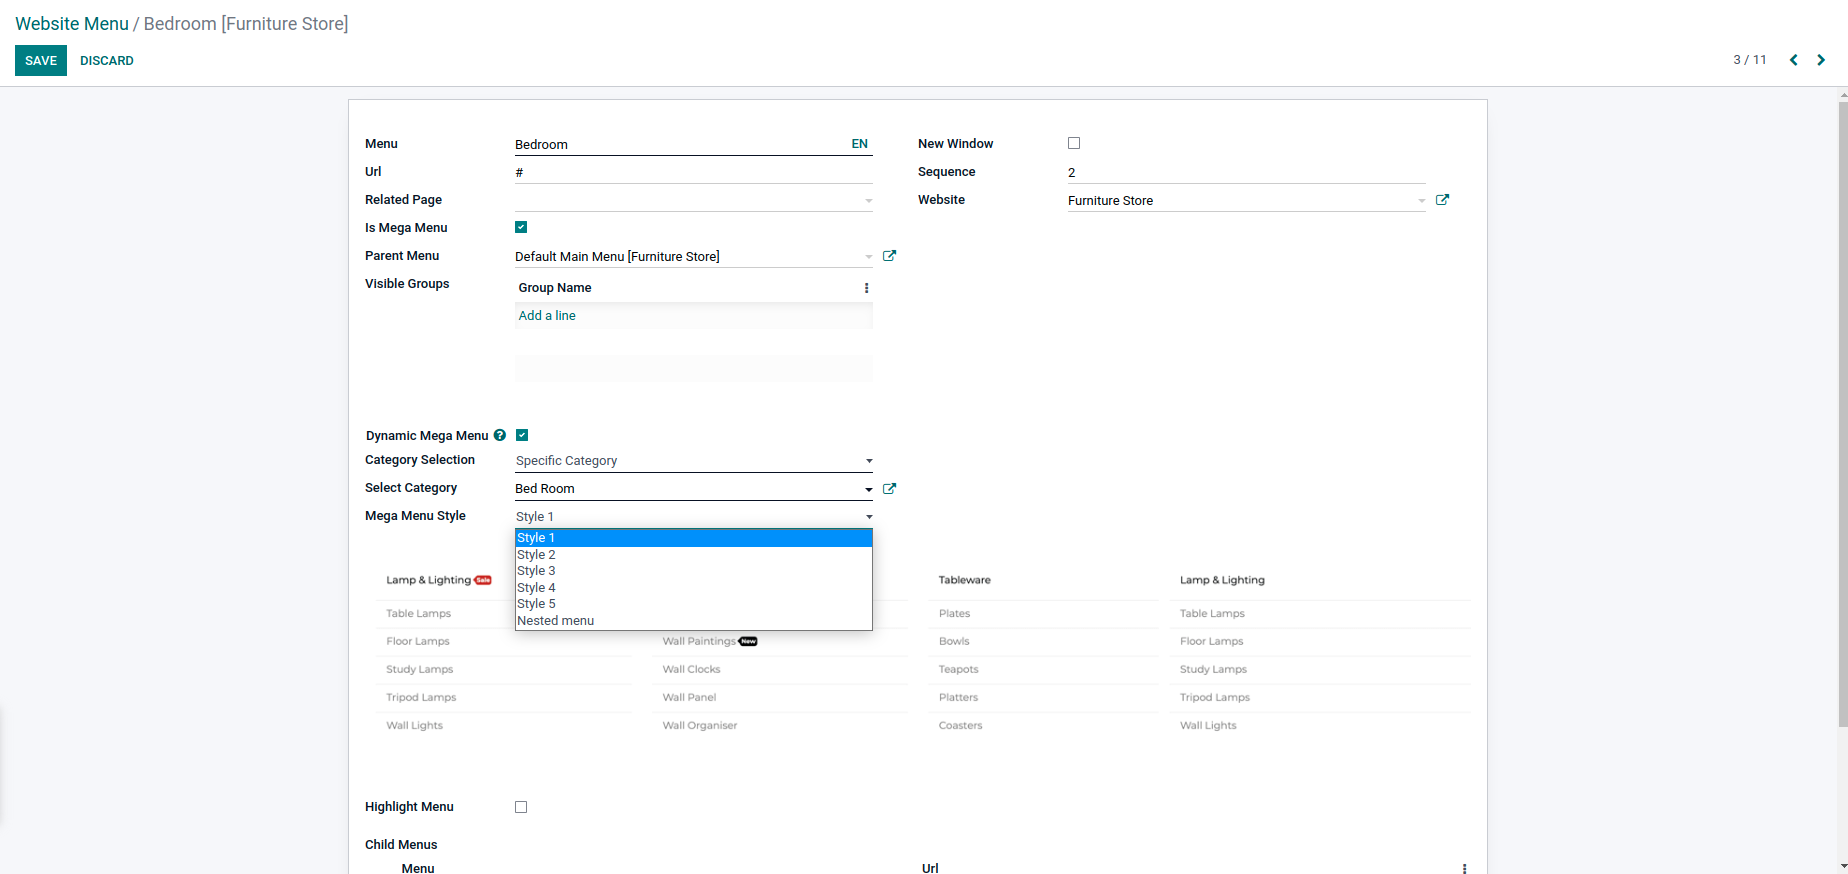 Website Menu / Bedroom [Furniture Store]
SAVE DISCARD 3 / 11
Menu Bedroom EN New Window
Url # Sequence 2
Related Page Website Furniture Store
Is Mega Menu
Parent Menu Default Main Menu [Furniture Store]
Visible Groups Group Name
Add a line
Dynamic Mega Menu ?
Category Selection Specific Category
Select Category Bed Room
Mega Menu Style Style 1
Style 1
Style 2
Style 3
Style 4
Style 5
Nested menu
Lamp & Lighting Sale Tableware Lamp & Lighting
Table Lamps Plates Table Lamps
Floor Lamps Wall Paintings New Bowls Floor Lamps
Study Lamps Wall Clocks Teapots Study Lamps
Tripod Lamps Wall Panel Platters Tripod Lamps
Wall Lights Wall Organiser Coasters Wall Lights
Highlight Menu
Child Menus
Menu Url